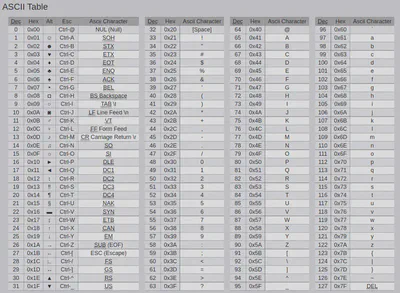 ASCII Table
Dec Hex Alt Esc Ascii Character Dec Hex Ascii Character Dec Hex Ascii Character Dec Hex Ascii Character
0 0x00 Ctrl-@ NUL (Null) 32 0x20 [Space] 64 0x40 @ 96 0x60 `
1 0x01 ☺ Ctrl-A SOH 33 0x21 ! 65 0x41 A 97 0x61 a
2 0x02 ☻ Ctrl-B STX 34 0x22 " 66 0x42 B 98 0x62 b
3 0x03 ♥ Ctrl-C ETX 35 0x23 # 67 0x43 C 99 0x63 c
4 0x04 ♦ Ctrl-D EOT 36 0x24 $ 68 0x44 D 100 0x64 d
5 0x05 ♣ Ctrl-E ENQ 37 0x25 % 69 0x45 E 101 0x65 e
6 0x06 ♠ Ctrl-F ACK 38 0x26 & 70 0x46 F 102 0x66 f
7 0x07 • Ctrl-G BEL 39 0x27 ' 71 0x47 G 103 0x67 g
8 0x08 ◘ Ctrl-H BS Backspace 40 0x28 ( 72 0x48 H 104 0x68 h
9 0x09 ○ Ctrl-I TAB \t 41 0x29 ) 73 0x49 I 105 0x69 i
10 0x0A ◙ Ctrl-J LF Line Feed \n 42 0x2A * 74 0x4A J 106 0x6A j
11 0x0B ♂ Ctrl-K VT 43 0x2B + 75 0x4B K 107 0x6B k
12 0x0C ♀ Ctrl-L FF Form Feed 44 0x2C , 76 0x4C L 108 0x6C l
13 0x0D ♪ Ctrl-M CR Carriage Return \r 45 0x2D - 77 0x4D M 109 0x6D m
14 0x0E ♫ Ctrl-N SO 46 0x2E . 78 0x4E N 110 0x6E n
15 0x0F ☼ Ctrl-O SI 47 0x2F / 79 0x4F O 111 0x6F o
16 0x10 ► Ctrl-P DLE 48 0x30 0 80 0x50 P 112 0x70 p
17 0x11 ◄ Ctrl-Q DC1 49 0x31 1 81 0x51 Q 113 0x71 q
18 0x12 ↕ Ctrl-R DC2 50 0x32 2 82 0x52 R 114 0x72 r
19 0x13 ‼ Ctrl-S DC3 51 0x33 3 83 0x53 S 115 0x73 s
20 0x14 ¶ Ctrl-T DC4 52 0x34 4 84 0x54 T 116 0x74 t
21 0x15 § Ctrl-U NAK 53 0x35 5 85 0x55 U 117 0x75 u
22 0x16 ▬ Ctrl-V SYN 54 0x36 6 86 0x56 V 118 0x76 v
23 0x17 ↨ Ctrl-W ETB 55 0x37 7 87 0x57 W 119 0x77 w
24 0x18 ↑ Ctrl-X CAN 56 0x38 8 88 0x58 X 120 0x78 x
25 0x19 ↓ Ctrl-Y EM 57 0x39 9 89 0x59 Y 121 0x79 y
26 0x1A → Ctrl-Z SUB (EOF) 58 0x3A : 90 0x5A Z 122 0x7A z
27 0x1B ← Ctrl-[ ESC (Escape) 59 0x3B ; 91 0x5B [ 123 0x7B {
28 0x1C ∟ Ctrl-\ FS 60 0x3C < 92 0x5C \ 124 0x7C |
29 0x1D ↔ Ctrl-] GS 61 0x3D = 93 0x5D ] 125 0x7D }
30 0x1E ▲ Ctrl-^ RS 62 0x3E > 94 0x5E ^ 126 0x7E ~
31 0x1F ▼ Ctrl-_ US 63 0x3F ? 95 0x5F _ 127 0x7F DEL